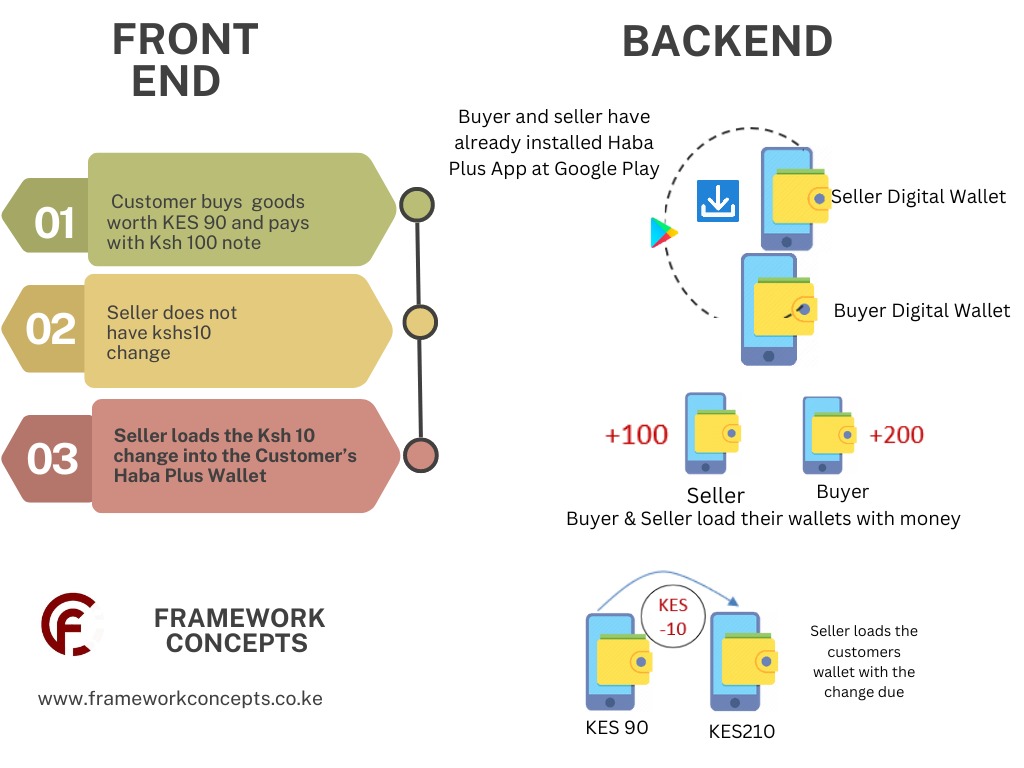 FRONT
END
01
Customer buys goods
worth KES 90 and pays
with Ksh 100 note
02
Seller does not
have kshs10
change
03
Seller loads the Ksh 10
change into the Customer’s
Haba Plus Wallet
FRAMEWORK
CONCEPTS
www.frameworkconcepts.co.ke
BACKEND
Buyer and seller have
already installed Haba
Plus App at Google Play
Seller Digital Wallet
Buyer Digital Wallet
+100
+200
Seller
Buyer
Buyer & Seller load their wallets with money
KES
-10
Seller loads the
customers
wallet with the
change due
KES 90
KES210